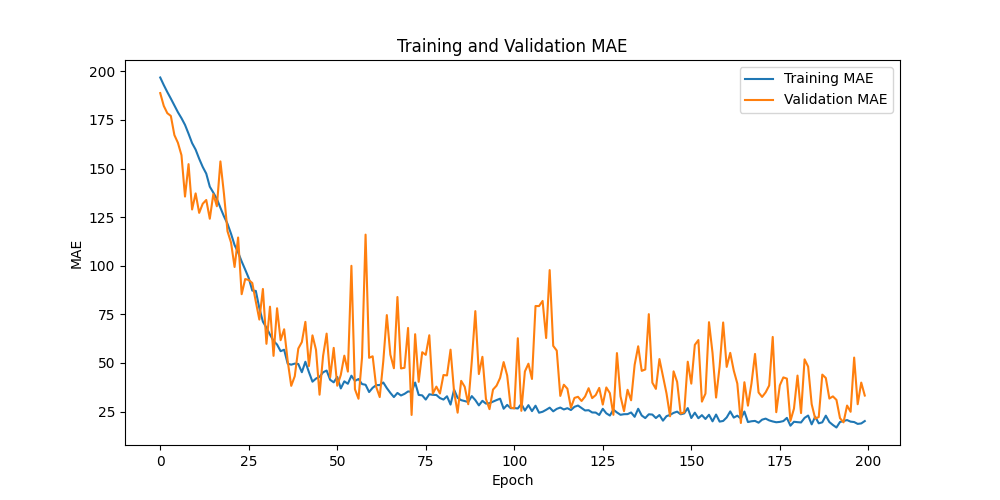 Training and Validation MAE
200
175
150
125
100
75
50
25
MAE
Training MAE
Validation MAE
0 25 50 75 100 125 150 175 200
Epoch